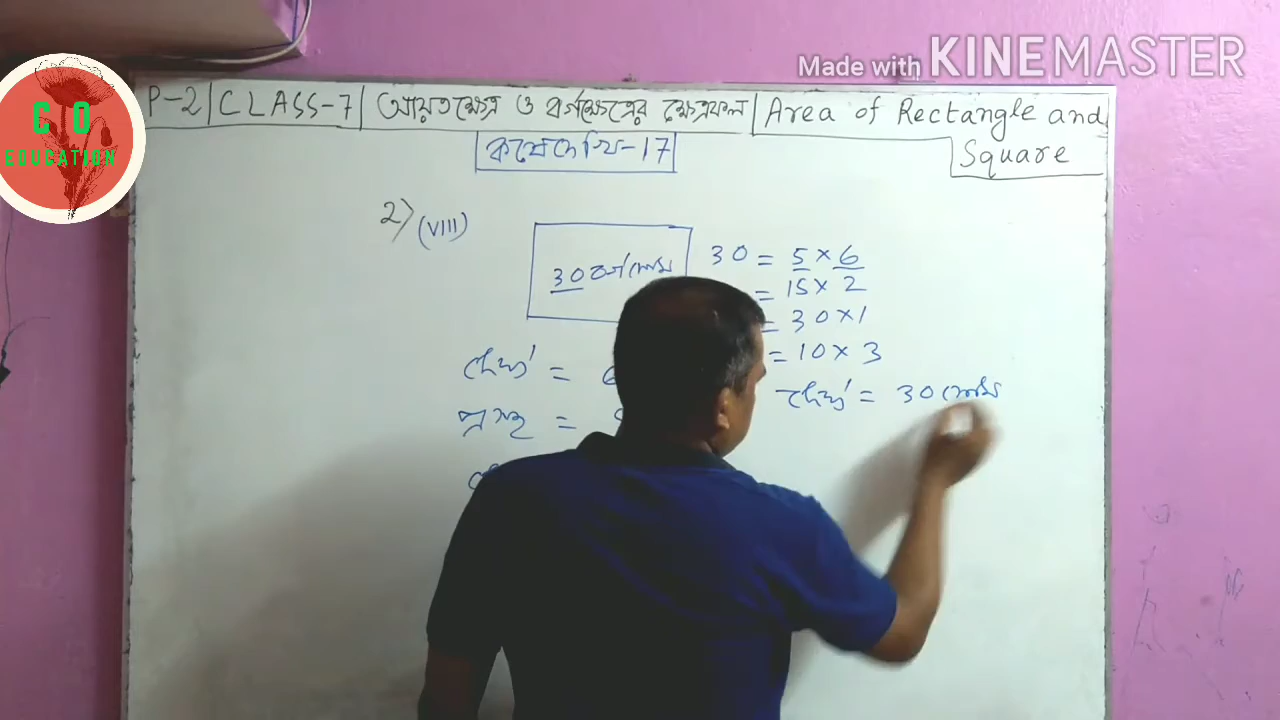 Made with KINEMASTER
C D
EDUCATION
P-2 | CLASS-7 | আয়তক্ষেত্র ও বর্গক্ষেত্রের ক্ষেত্রফল | Area of Rectangle and
Square
কষে দেখি-17
2) (VIII)
30 বর্গসেমি
30 = 5 × 6
= 15 × 2
= 30 × 1
= 10 × 3
দৈর্ঘ্য = 6
দৈর্ঘ্য = 30 সেমি
প্রস্থ =